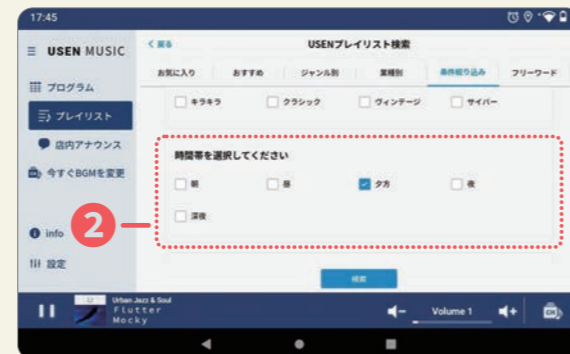 17:45
USEN MUSIC
プログラム
プレイリスト
店内アナウンス
今すぐBGMを変更
info
設定
＜戻る
USENプレイリスト検索
お気に入り おすすめ ジャンル別 業種別 条件絞り込み フリーワード
キラキラ クラシック ヴィンテージ サイバー
時間帯を選択してください
朝 昼 夕方 夜
深夜
2
検索
Urban Jazz & Soul
Flutter
Mocky
Volume 1
CH